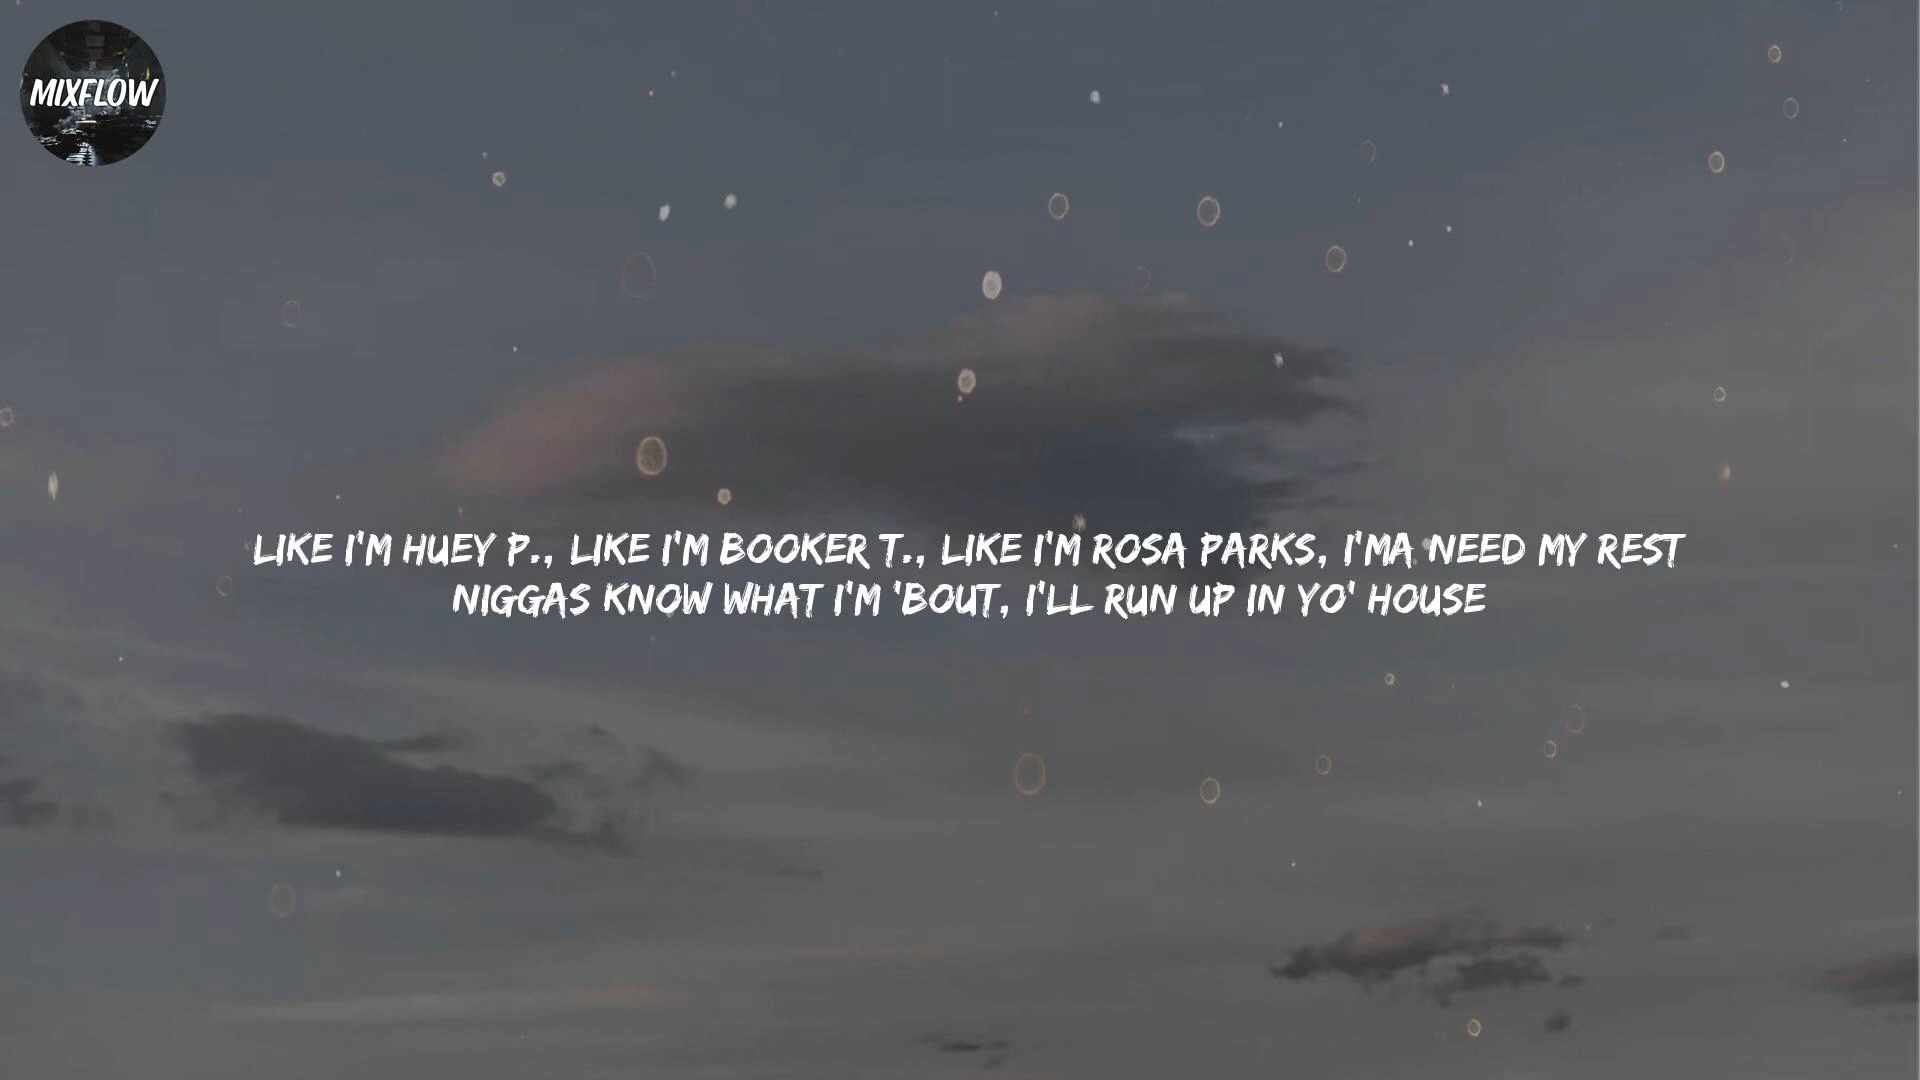 MIXFLOW
LIKE I'M HUEY P., LIKE I'M BOOKER T., LIKE I'M ROSA PARKS, I'MA NEED MY REST
NIGGAS KNOW WHAT I'M 'BOUT, I'LL RUN UP IN YO' HOUSE